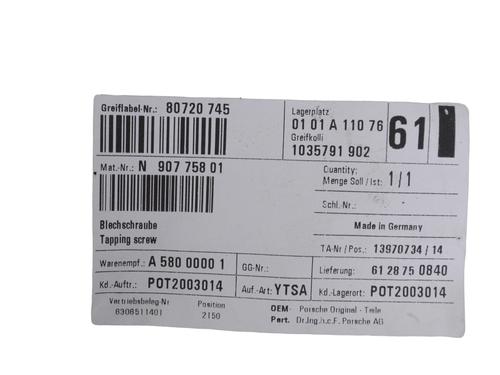 Greiflabel-Nr.: 80720 745
Lagerplatz
01 01 A 110 76
Greifkolli
1035791 902
61
Mat.-Nr.: N 907 758 01
Quantity:
Menge Soll / Ist: 1/1
Schl.-Nr.:
Blechschraube
Tapping screw
Made in Germany
TA-Nr / Pos.: 13970734 / 14
Warenempf.: A 580 0000 1
GG-Nr.:
Lieferung: 61 28 75 0840
Kd.-Auftr.: POT2003014
Auf.-Art: YTSA
Kd.-Lagerort: POT2003014
Vertriebsbeleg-Nr
Position
6306511401
2150
OEM- Porsche Original - Teile
Part. Dr.Ing.h.c.F. Porsche AG